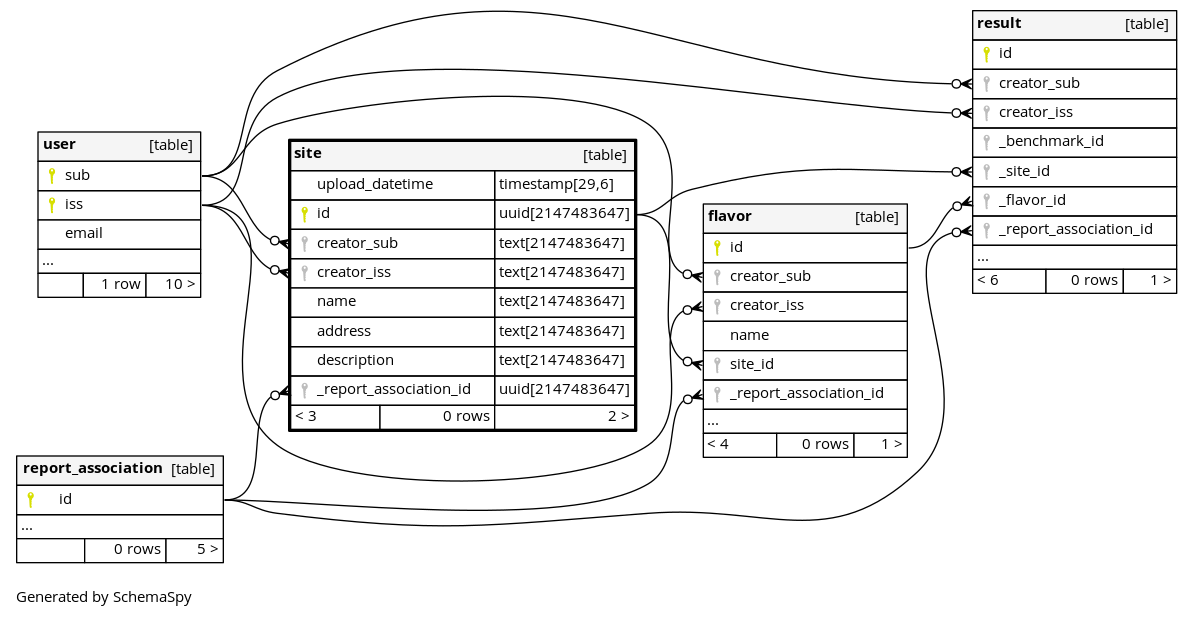 user [table]
sub
iss
email
...
1 row 10 >
report_association [table]
id
...
0 rows 5 >
site [table]
upload_datetime timestamp[29,6]
id uuid[2147483647]
creator_sub text[2147483647]
creator_iss text[2147483647]
name text[2147483647]
address text[2147483647]
description text[2147483647]
_report_association_id uuid[2147483647]
< 3 0 rows 2 >
flavor [table]
id
creator_sub
creator_iss
name
site_id
_report_association_id
...
< 4 0 rows 1 >
result [table]
id
creator_sub
creator_iss
_benchmark_id
_site_id
_flavor_id
_report_association_id
...
< 6 0 rows 1 >
Generated by SchemaSpy